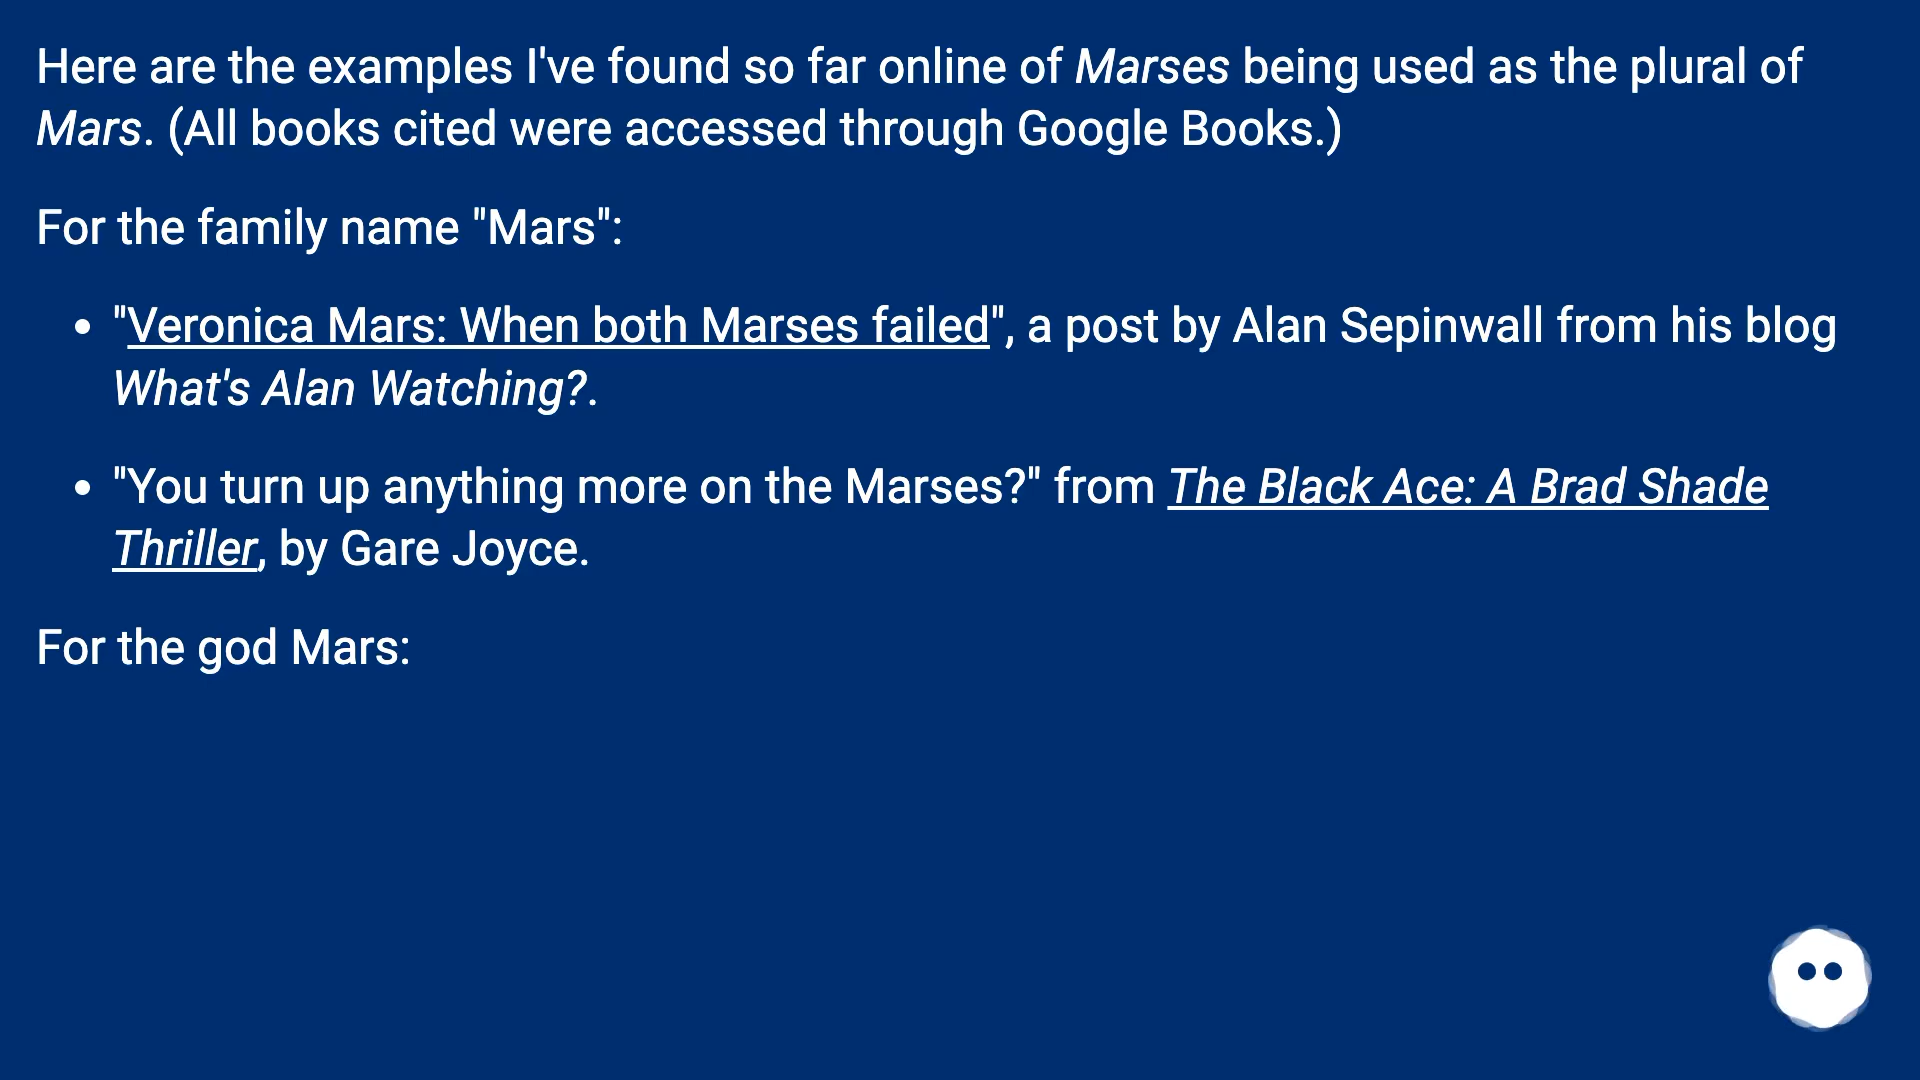 Here are the examples I've found so far online of Marses being used as the plural of
Mars. (All books cited were accessed through Google Books.)
For the family name "Mars":
• "Veronica Mars: When both Marses failed", a post by Alan Sepinwall from his blog
What's Alan Watching?.
• "You turn up anything more on the Marses?" from The Black Ace: A Brad Shade
Thriller, by Gare Joyce.
For the god Mars: